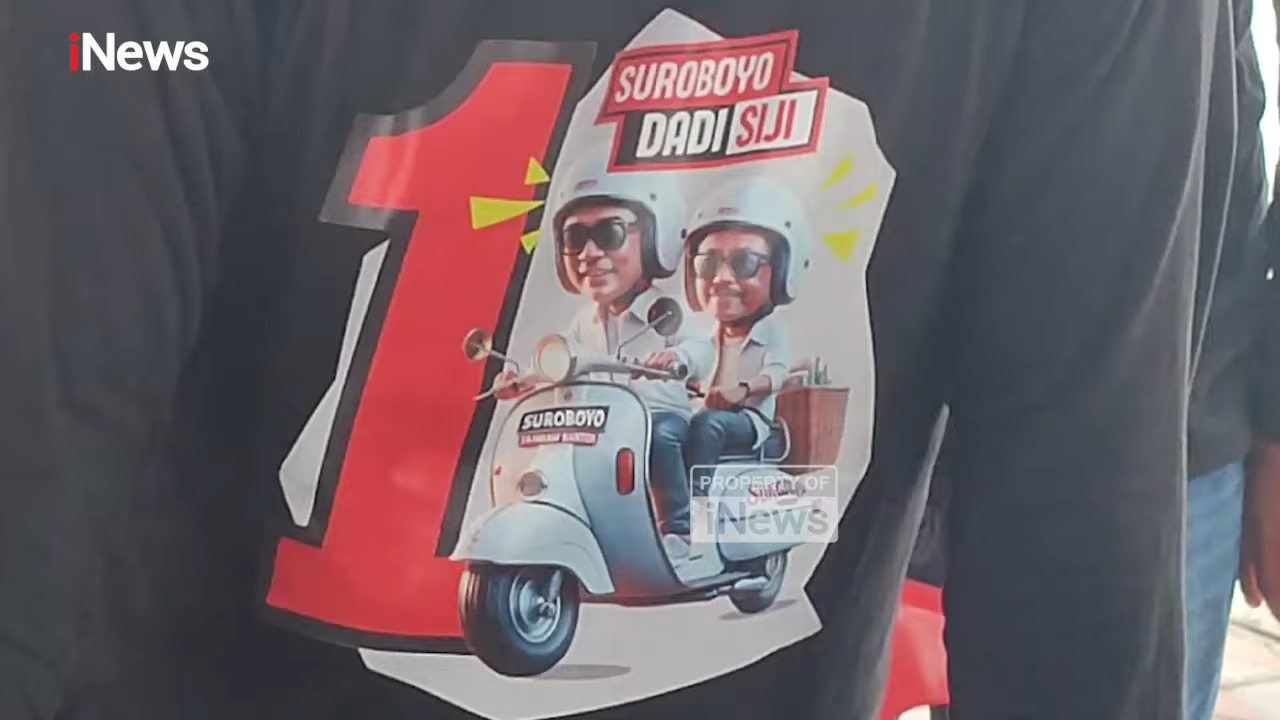 iNews
1
SUROBOYO
DADI SIJI
SUROBOYO
PROPERTY OF
iNews